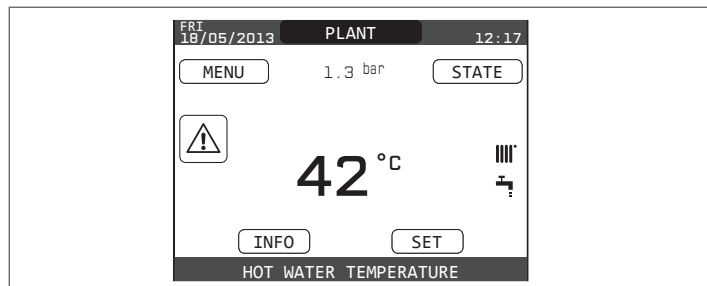 FRI
18/05/2013 PLANT 12:17
MENU 1.3 bar STATE
42°C
INFO SET
HOT WATER TEMPERATURE